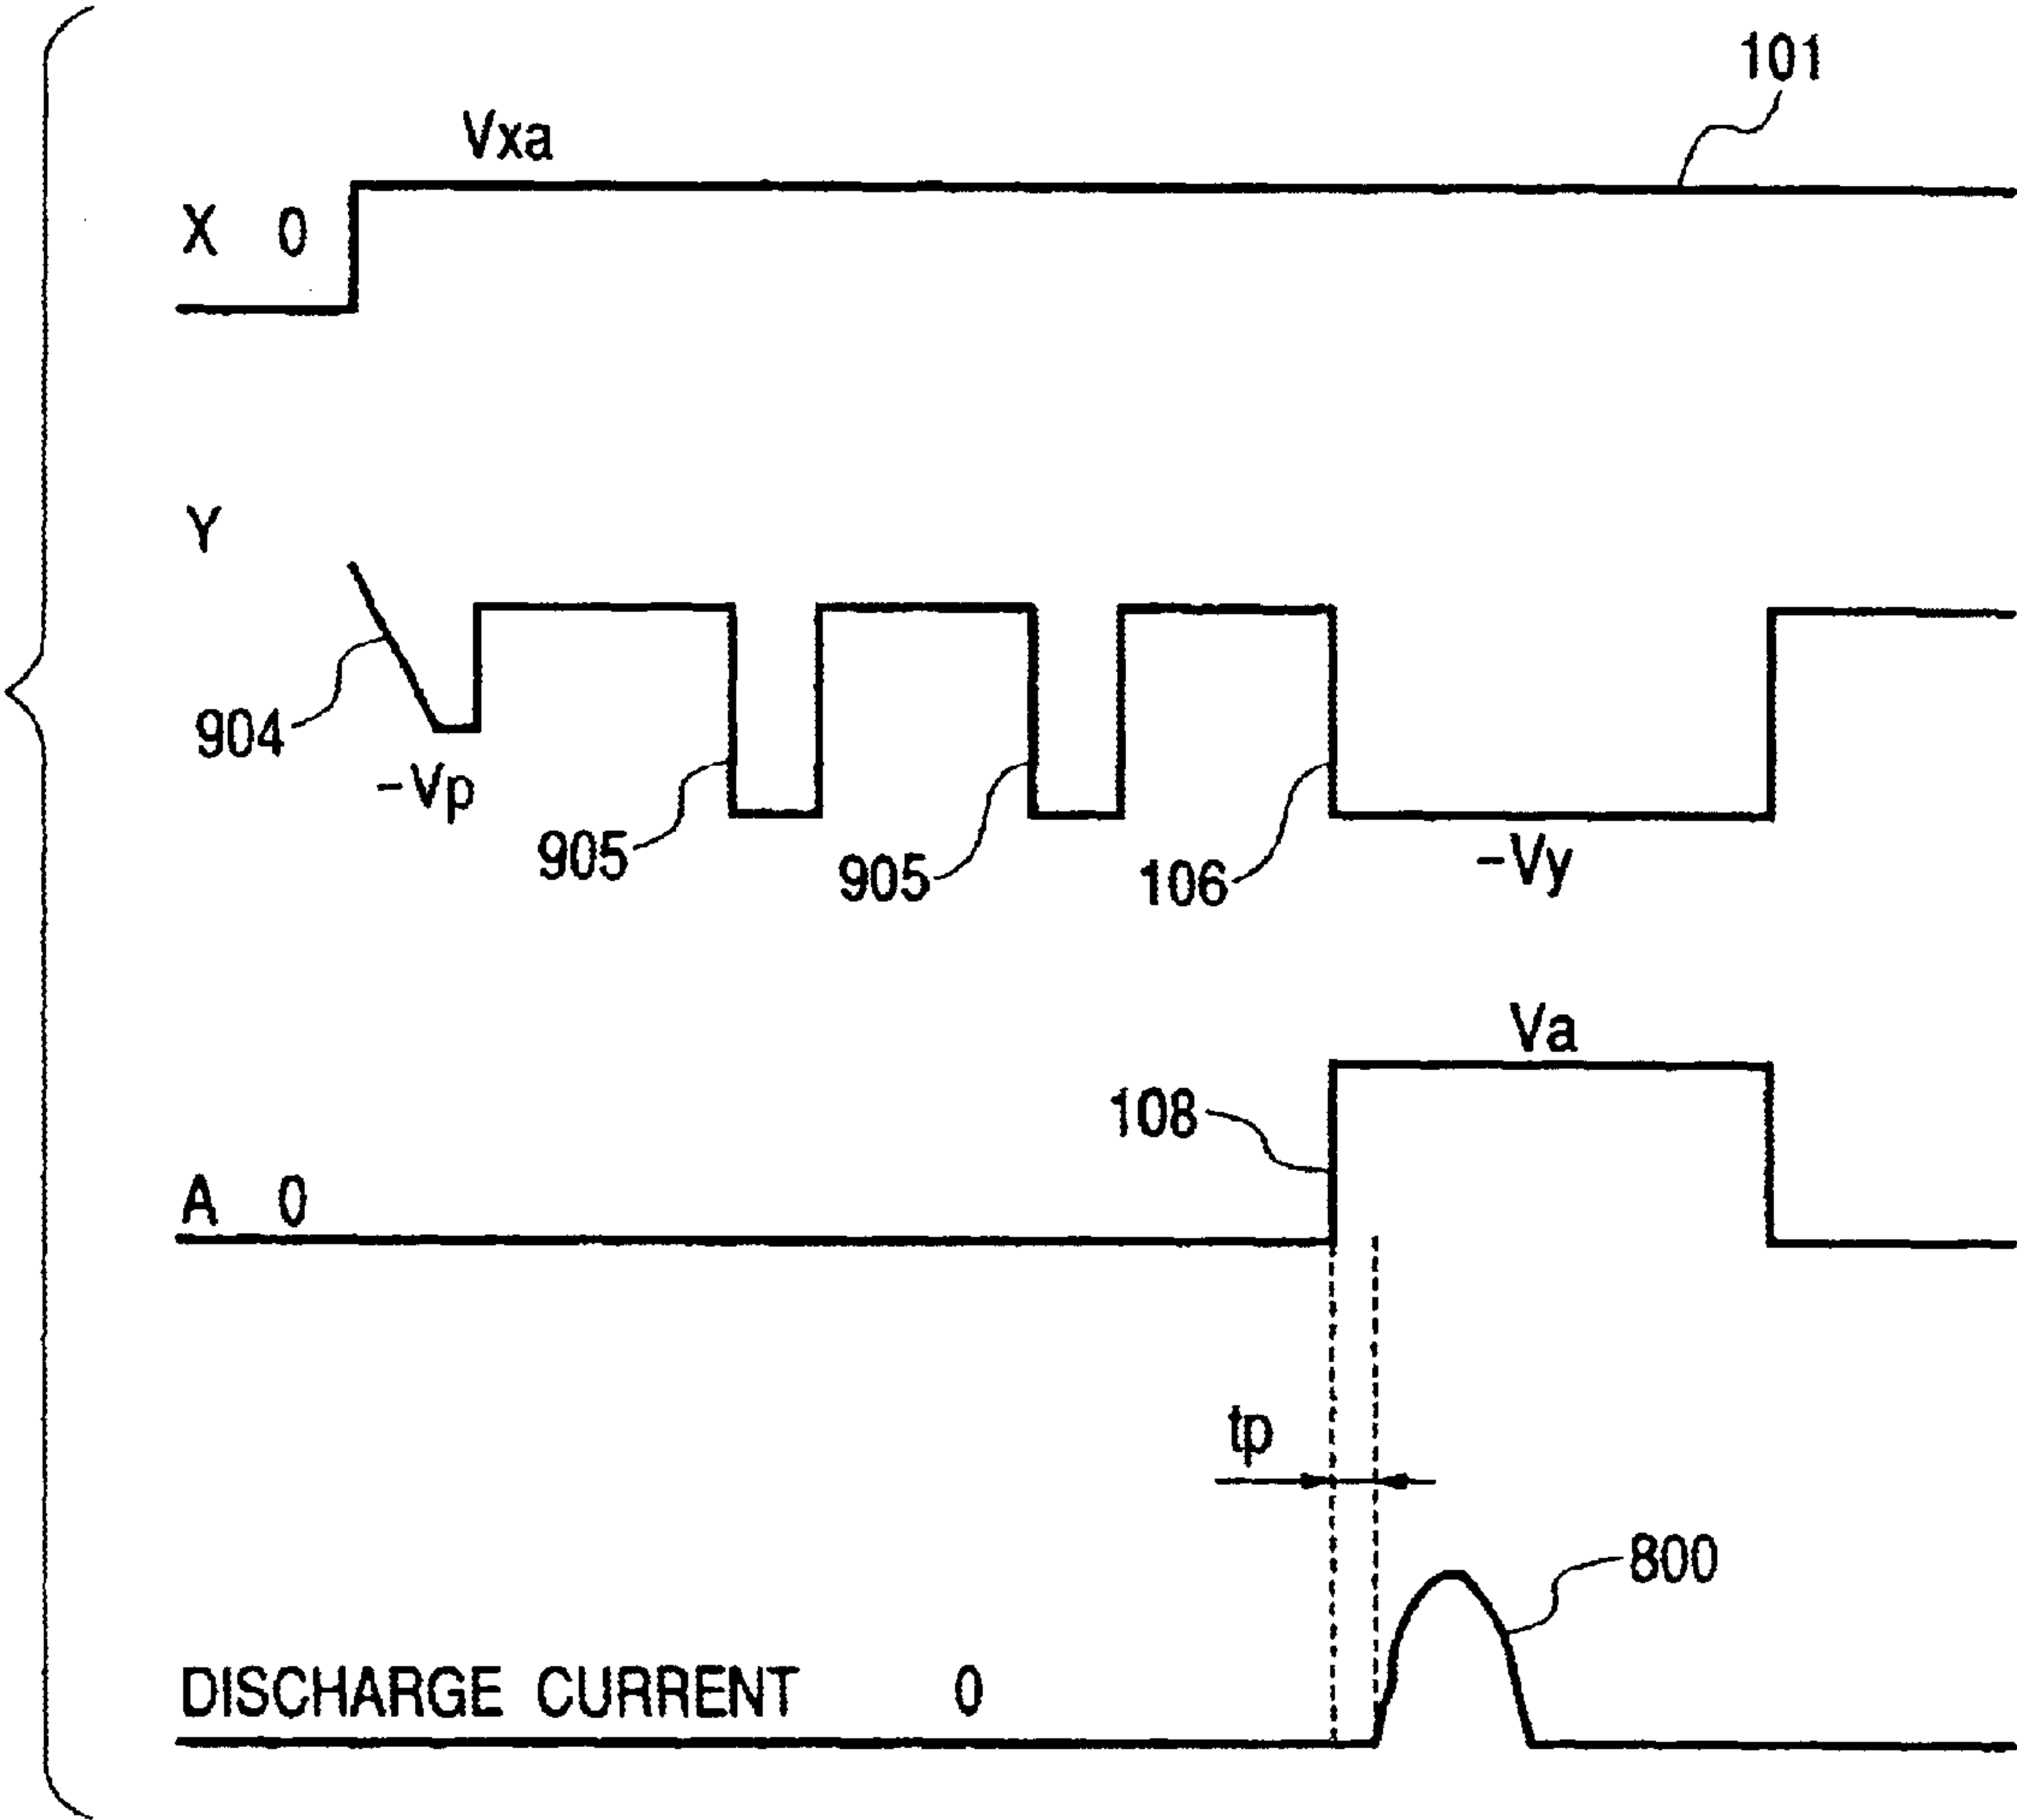 101
Vxa
X 0
Y
904
-Vp
905
905
106
-Vy
Va
108
A 0
tp
800
DISCHARGE CURRENT 0